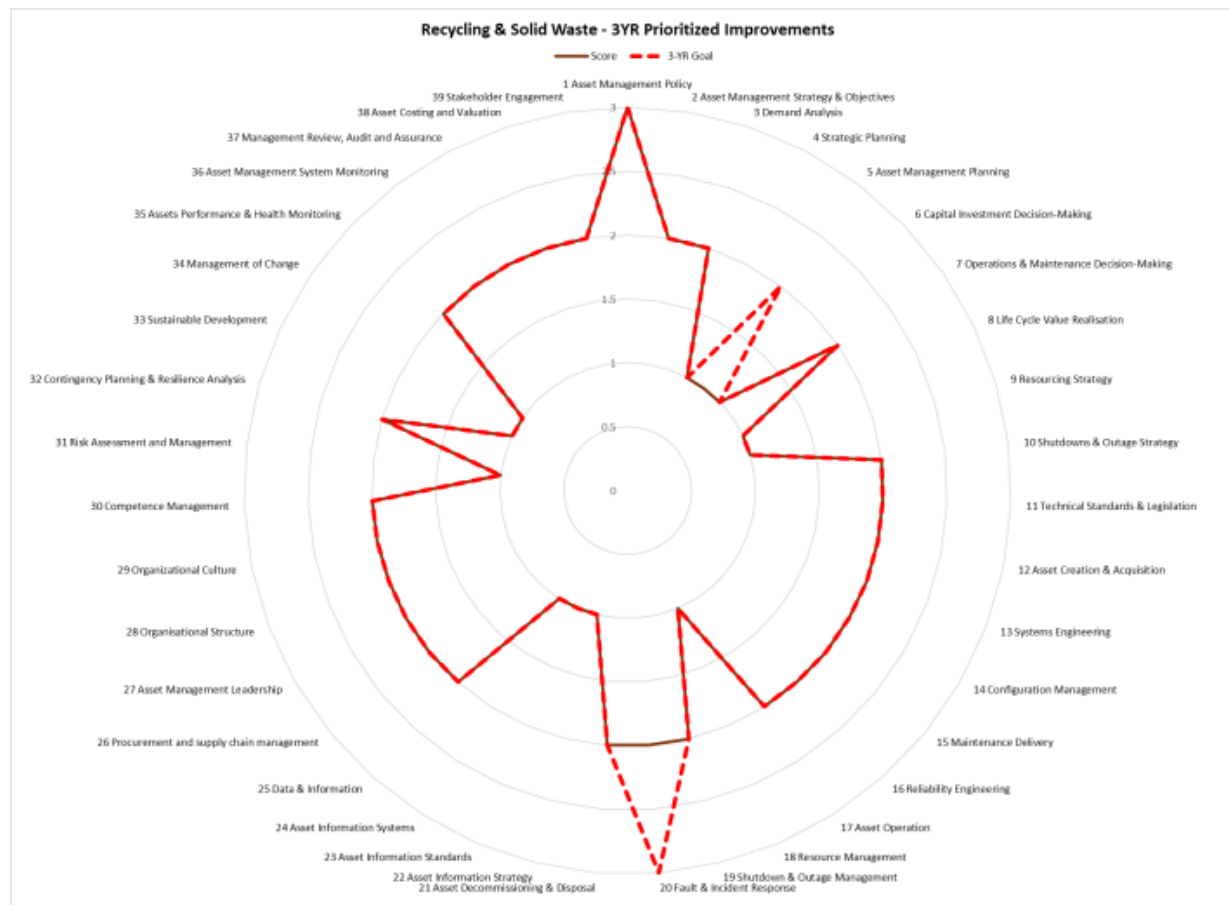 Recycling & Solid Waste - 3YR Prioritized Improvements
Score 3-YR Goal
1 Asset Management Policy
2 Asset Management Strategy & Objectives
3 Demand Analysis
4 Strategic Planning
5 Asset Management Planning
6 Capital Investment Decision-Making
7 Operations & Maintenance Decision-Making
8 Life Cycle Value Realisation
9 Resourcing Strategy
10 Shutdowns & Outage Strategy
11 Technical Standards & Legislation
12 Asset Creation & Acquisition
13 Systems Engineering
14 Configuration Management
15 Maintenance Delivery
16 Reliability Engineering
17 Asset Operation
18 Resource Management
19 Shutdown & Outage Management
20 Fault & Incident Response
21 Asset Decommissioning & Disposal
22 Asset Information Strategy
23 Asset Information Standards
24 Asset Information Systems
25 Data & Information
26 Procurement and supply chain management
27 Asset Management Leadership
28 Organisational Structure
29 Organizational Culture
30 Competence Management
31 Risk Assessment and Management
32 Contingency Planning & Resilience Analysis
33 Sustainable Development
34 Management of Change
35 Assets Performance & Health Monitoring
36 Asset Management System Monitoring
37 Management Review, Audit and Assurance
38 Asset Costing and Valuation
39 Stakeholder Engagement
3
2.5
2
1.5
1
0.5
0